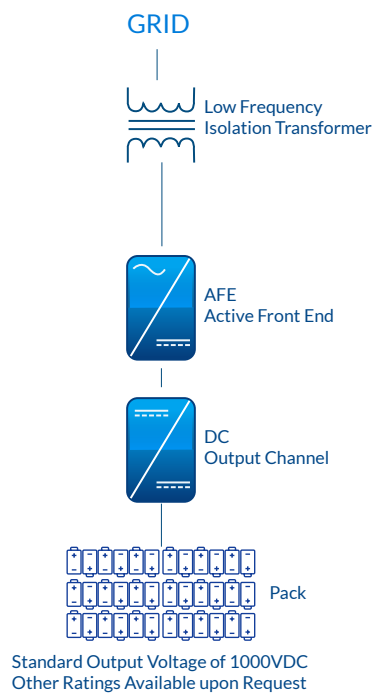 GRID
Low Frequency
Isolation Transformer
AFE
Active Front End
DC
Output Channel
Pack
Standard Output Voltage of 1000VDC
Other Ratings Available upon Request